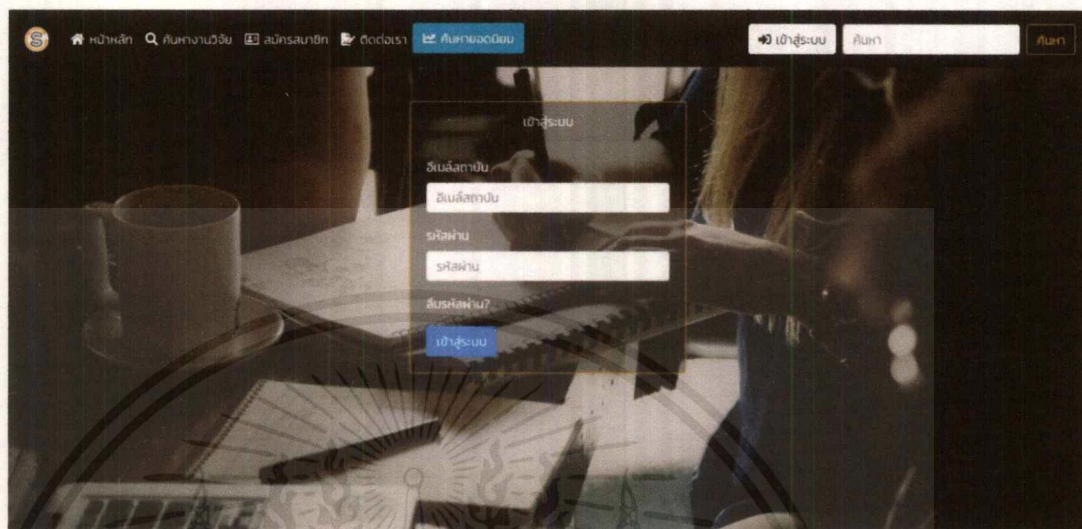 S หน้าหลัก ค้นหางานวิจัย สมัครสมาชิก ติดต่อเรา ค้นหายอดนิยม เข้าสู่ระบบ ค้นหา ค้นหา
เข้าสู่ระบบ
อีเมล์สถาบัน
อีเมล์สถาบัน
รหัสผ่าน
รหัสผ่าน
ลืมรหัสผ่าน?
เข้าสู่ระบบ